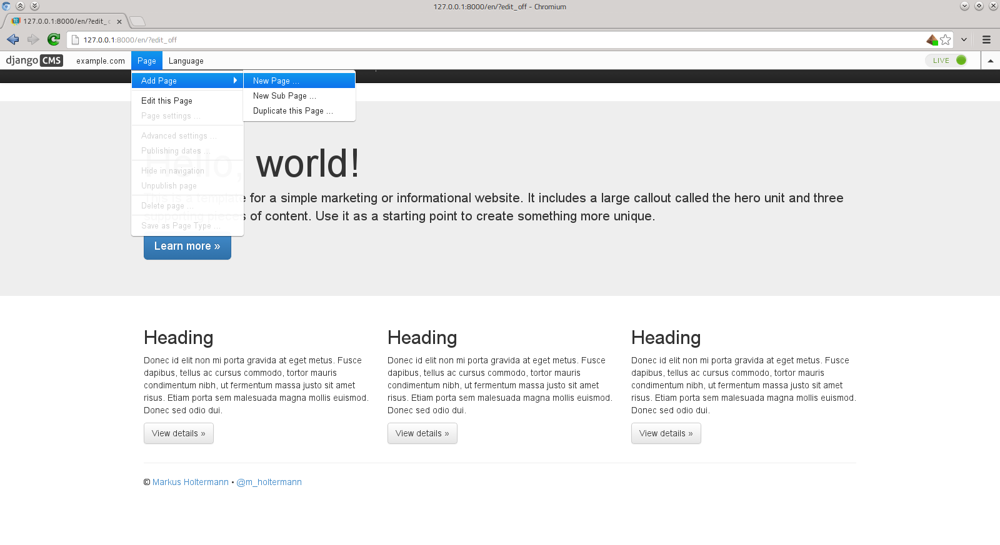 127.0.0.1:8000/en/?edit_off - Chromium
127.0.0.1:8000/en/?edit_
127.0.0.1:8000/en/?edit_off
django CMS example.com Page Language LIVE
Add Page
New Page ...
New Sub Page ...
Duplicate this Page ...
Edit this Page
Page settings ...
Advanced settings ...
Publishing dates ...
Hide in navigation
Unpublish page
Delete page ...
Save as Page Type ...
Hello, world!
This is a template for a simple marketing or informational website. It includes a large callout called the hero unit and three
supporting pieces of content. Use it as a starting point to create something more unique.
Learn more »
Heading
Donec id elit non mi porta gravida at eget metus. Fusce
dapibus, tellus ac cursus commodo, tortor mauris
condimentum nibh, ut fermentum massa justo sit amet
risus. Etiam porta sem malesuada magna mollis euismod.
Donec sed odio dui.
View details »
Heading
Donec id elit non mi porta gravida at eget metus. Fusce
dapibus, tellus ac cursus commodo, tortor mauris
condimentum nibh, ut fermentum massa justo sit amet
risus. Etiam porta sem malesuada magna mollis euismod.
Donec sed odio dui.
View details »
Heading
Donec id elit non mi porta gravida at eget metus. Fusce
dapibus, tellus ac cursus commodo, tortor mauris
condimentum nibh, ut fermentum massa justo sit amet
risus. Etiam porta sem malesuada magna mollis euismod.
Donec sed odio dui.
View details »
© Markus Holtermann • @m_holtermann